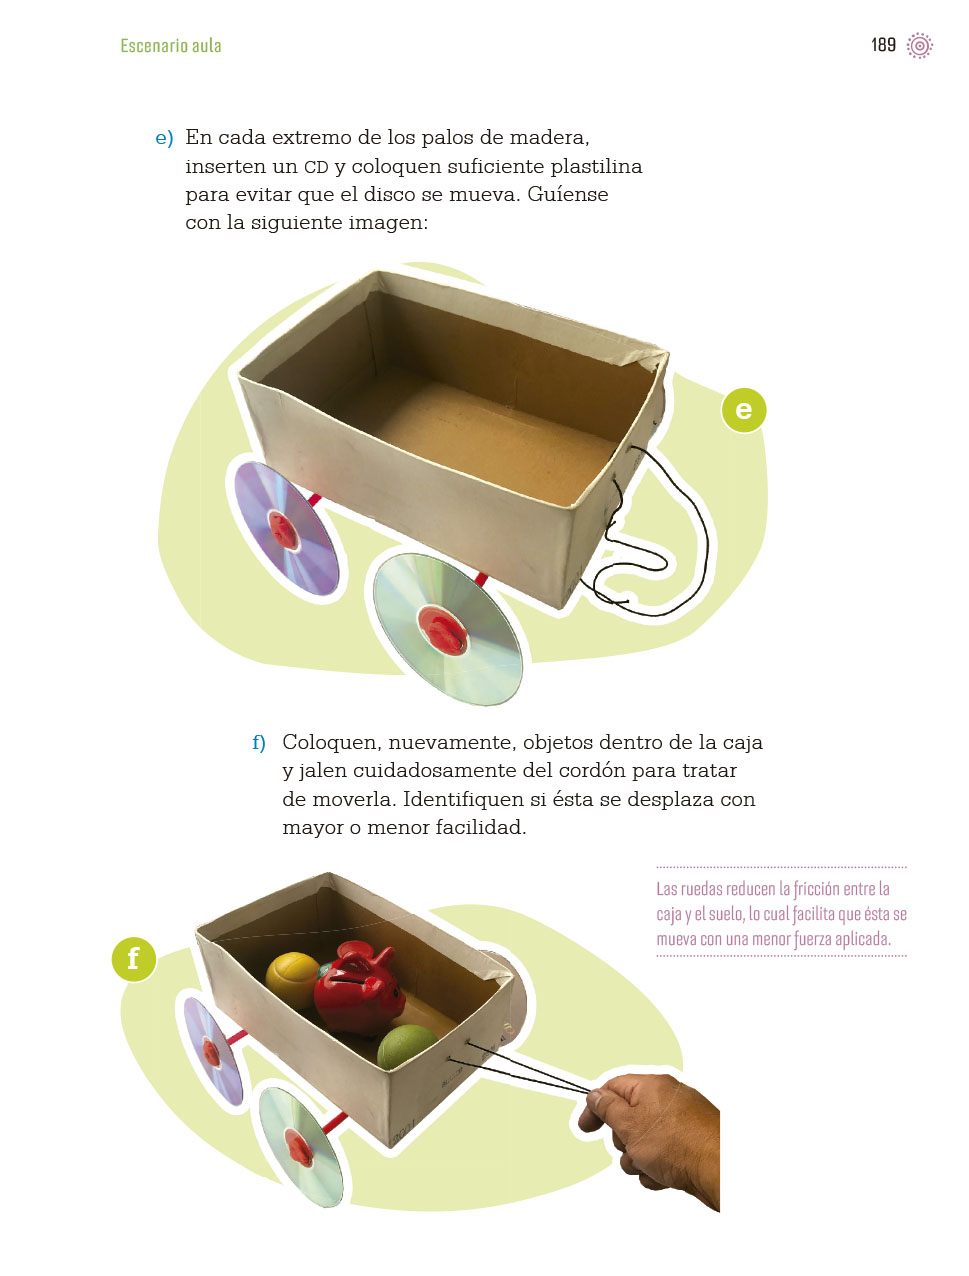 Escenario aula
189
e) En cada extremo de los palos de madera,
inserten un CD y coloquen suficiente plastilina
para evitar que el disco se mueva. Guíense
con la siguiente imagen:
e
f) Coloquen, nuevamente, objetos dentro de la caja
y jalen cuidadosamente del cordón para tratar
de moverla. Identifiquen si ésta se desplaza con
mayor o menor facilidad.
Las ruedas reducen la fricción entre la
caja y el suelo, lo cual facilita que ésta se
mueva con una menor fuerza aplicada.
f